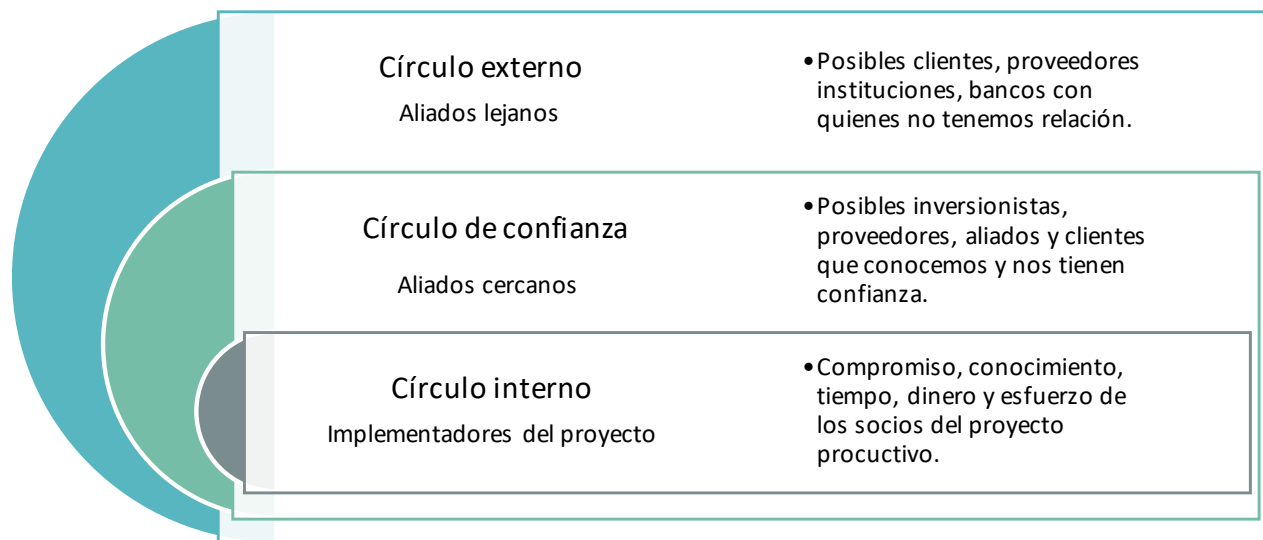 Círculo externo
Aliados lejanos
•Posibles clientes, proveedores
instituciones, bancos con
quienes no tenemos relación.
Círculo de confianza
Aliados cercanos
•Posibles inversionistas,
proveedores, aliados y clientes
que conocemos y nos tienen
confianza.
Círculo interno
Implementadores del proyecto
•Compromiso, conocimiento,
tiempo, dinero y esfuerzo de
los socios del proyecto
procuctivo.